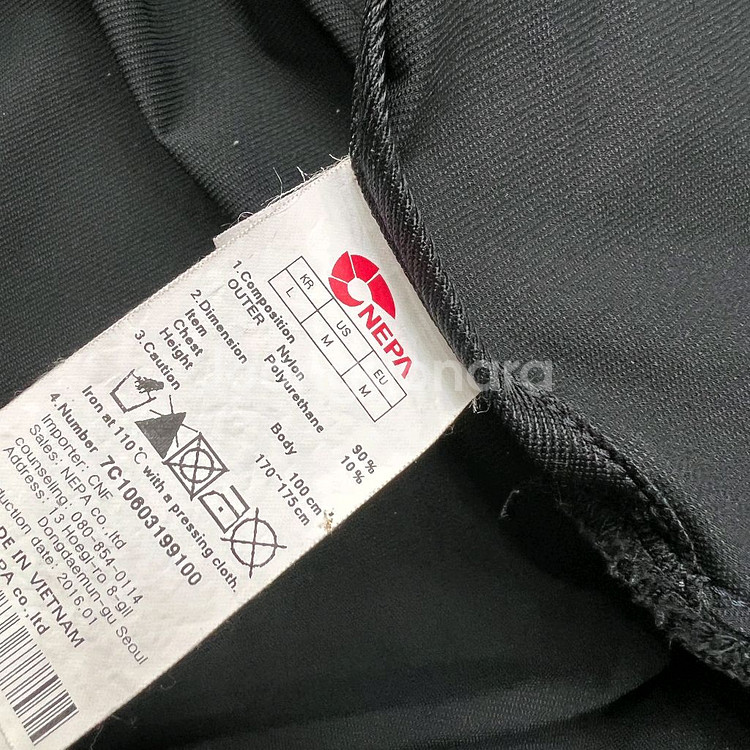 NEPA
KR US EU
L M M
1.Composition
OUTER Nylon 90%
Polyurethane 10%
2.Dimension
Item Body
Chest 100 cm
Height 170~175 cm
3.Caution
Iron at 110℃ with a pressing cloth.
4.Number 7C10603199100
Importer: CNF
Sales: NEPA Co.,ltd
counseling: 080-854-0114
Address: 13 Hoegi-ro 8-gil
Dongdaemun-gu Seoul
duction date: 2016.01
DE IN VIETNAM
PA co.,ltd
onara